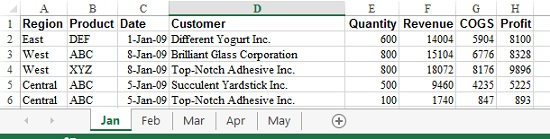 A B C D E F G H
1 Region Product Date Customer Quantity Revenue COGS Profit
2 East DEF 1-Jan-09 Different Yogurt Inc. 600 14004 5904 8100
3 West ABC 8-Jan-09 Brilliant Glass Corporation 800 15104 6776 8328
4 West XYZ 8-Jan-09 Top-Notch Adhesive Inc. 800 18072 8176 9896
5 Central ABC 5-Jan-09 Succulent Yardstick Inc. 500 9460 4235 5225
6 Central ABC 5-Jan-09 Top-Notch Adhesive Inc. 100 1740 847 893
Jan Feb Mar Apr May